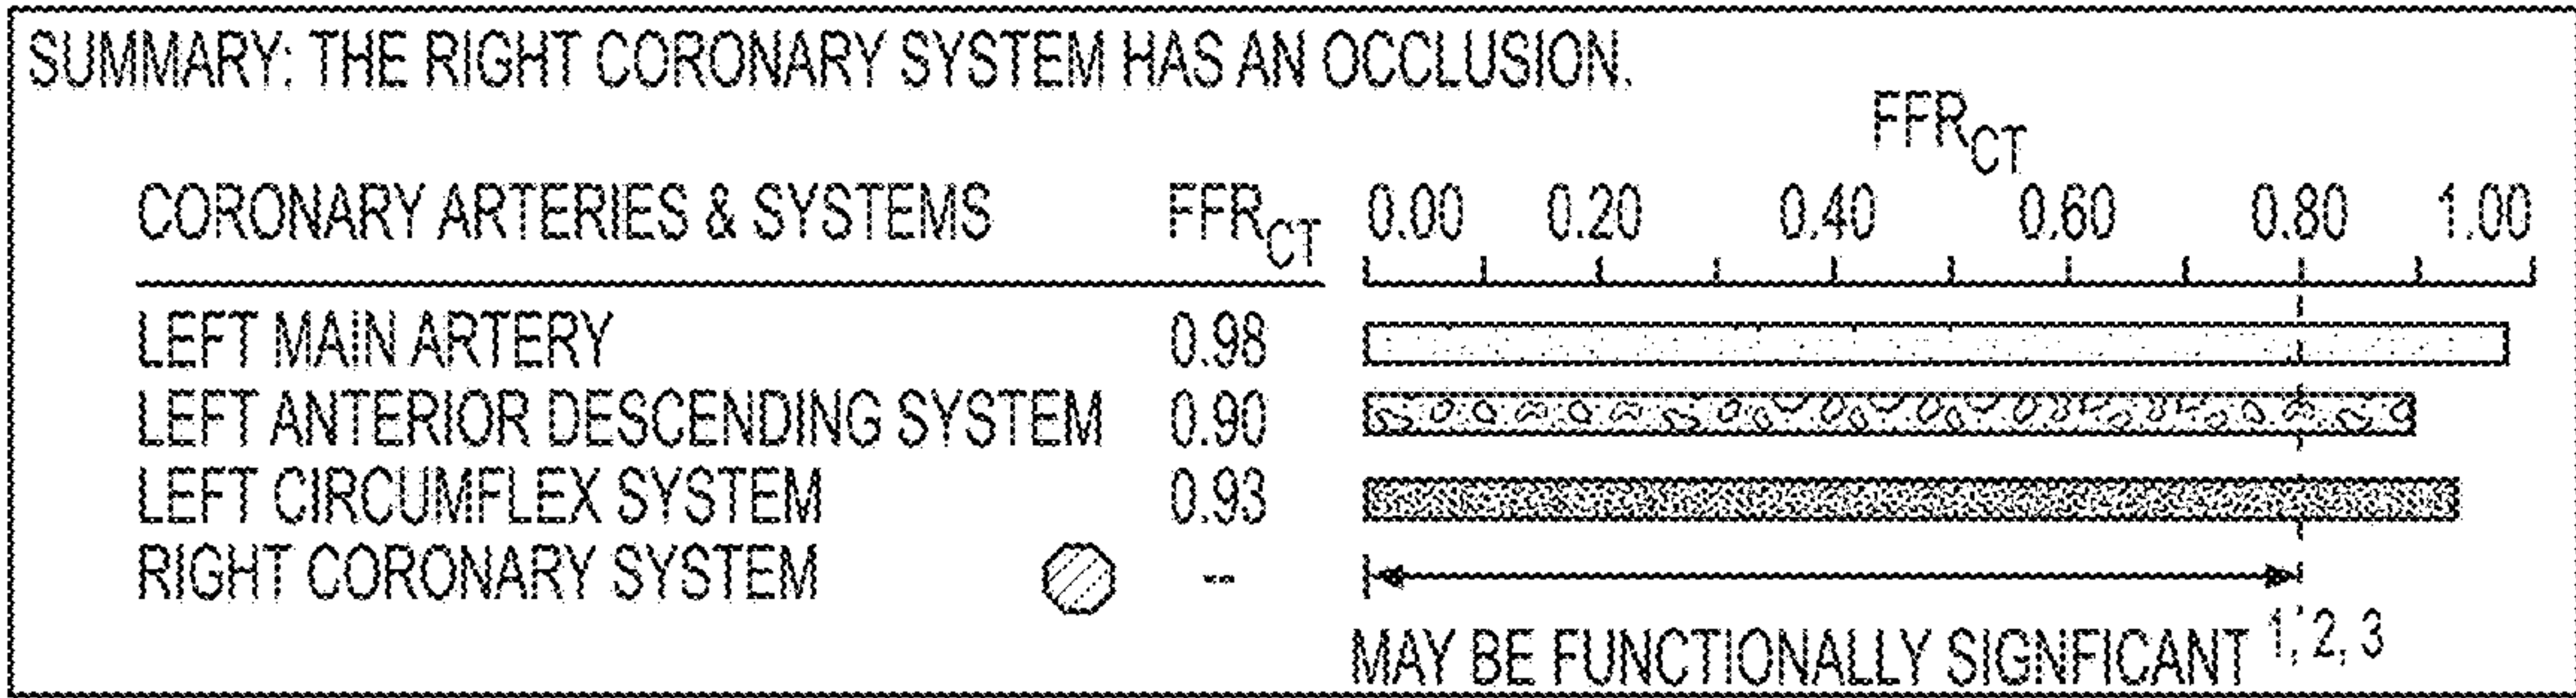 SUMMARY: THE RIGHT CORONARY SYSTEM HAS AN OCCLUSION.
FFRCT
CORONARY ARTERIES & SYSTEMS FFRCT 0.00 0.20 0.40 0.60 0.80 1.00
LEFT MAIN ARTERY 0.98
LEFT ANTERIOR DESCENDING SYSTEM 0.90
LEFT CIRCUMFLEX SYSTEM 0.93
RIGHT CORONARY SYSTEM --
MAY BE FUNCTIONALLY SIGNFICANT 1, 2, 3